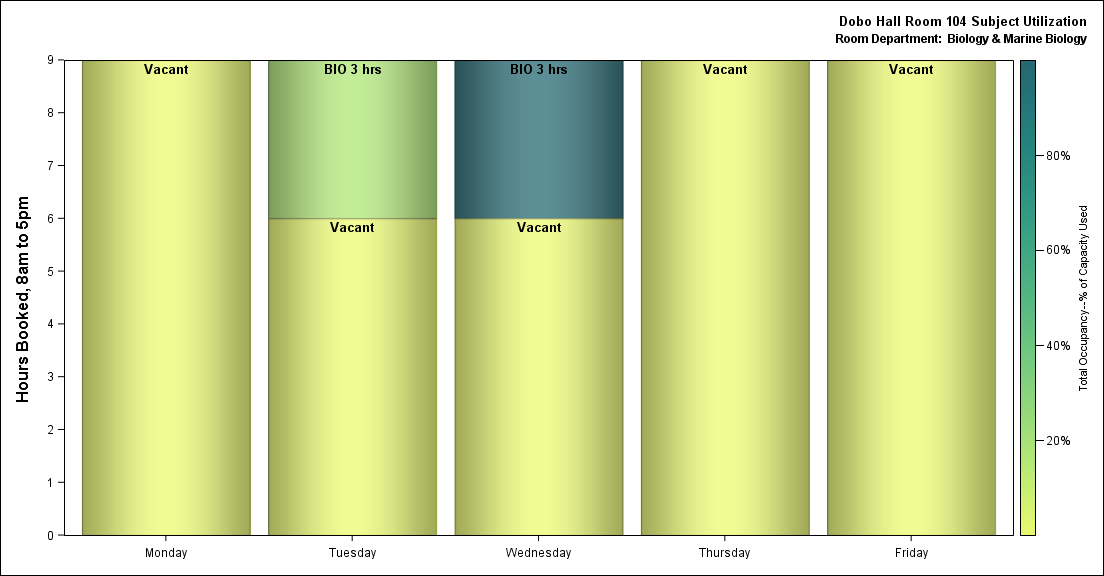 Dobo Hall Room 104 Subject Utilization
Room Department: Biology & Marine Biology
Hours Booked, 8am to 5pm
9
8
7
6
5
4
3
2
1
0
Vacant
BIO 3 hrs
BIO 3 hrs
Vacant
Vacant
Vacant
Vacant
Monday
Tuesday
Wednesday
Thursday
Friday
80%
60%
40%
20%
Total Occupancy--% of Capacity Used